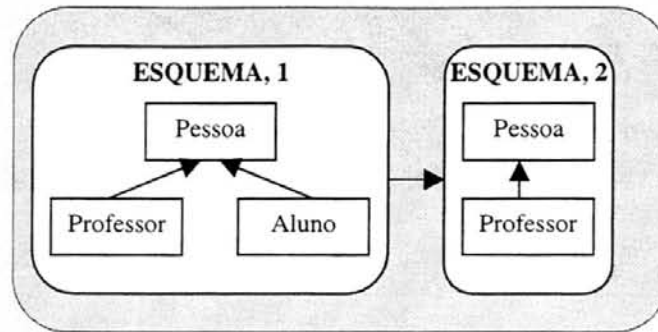 ESQUEMA, 1
Pessoa
Professor
Aluno
ESQUEMA, 2
Pessoa
Professor